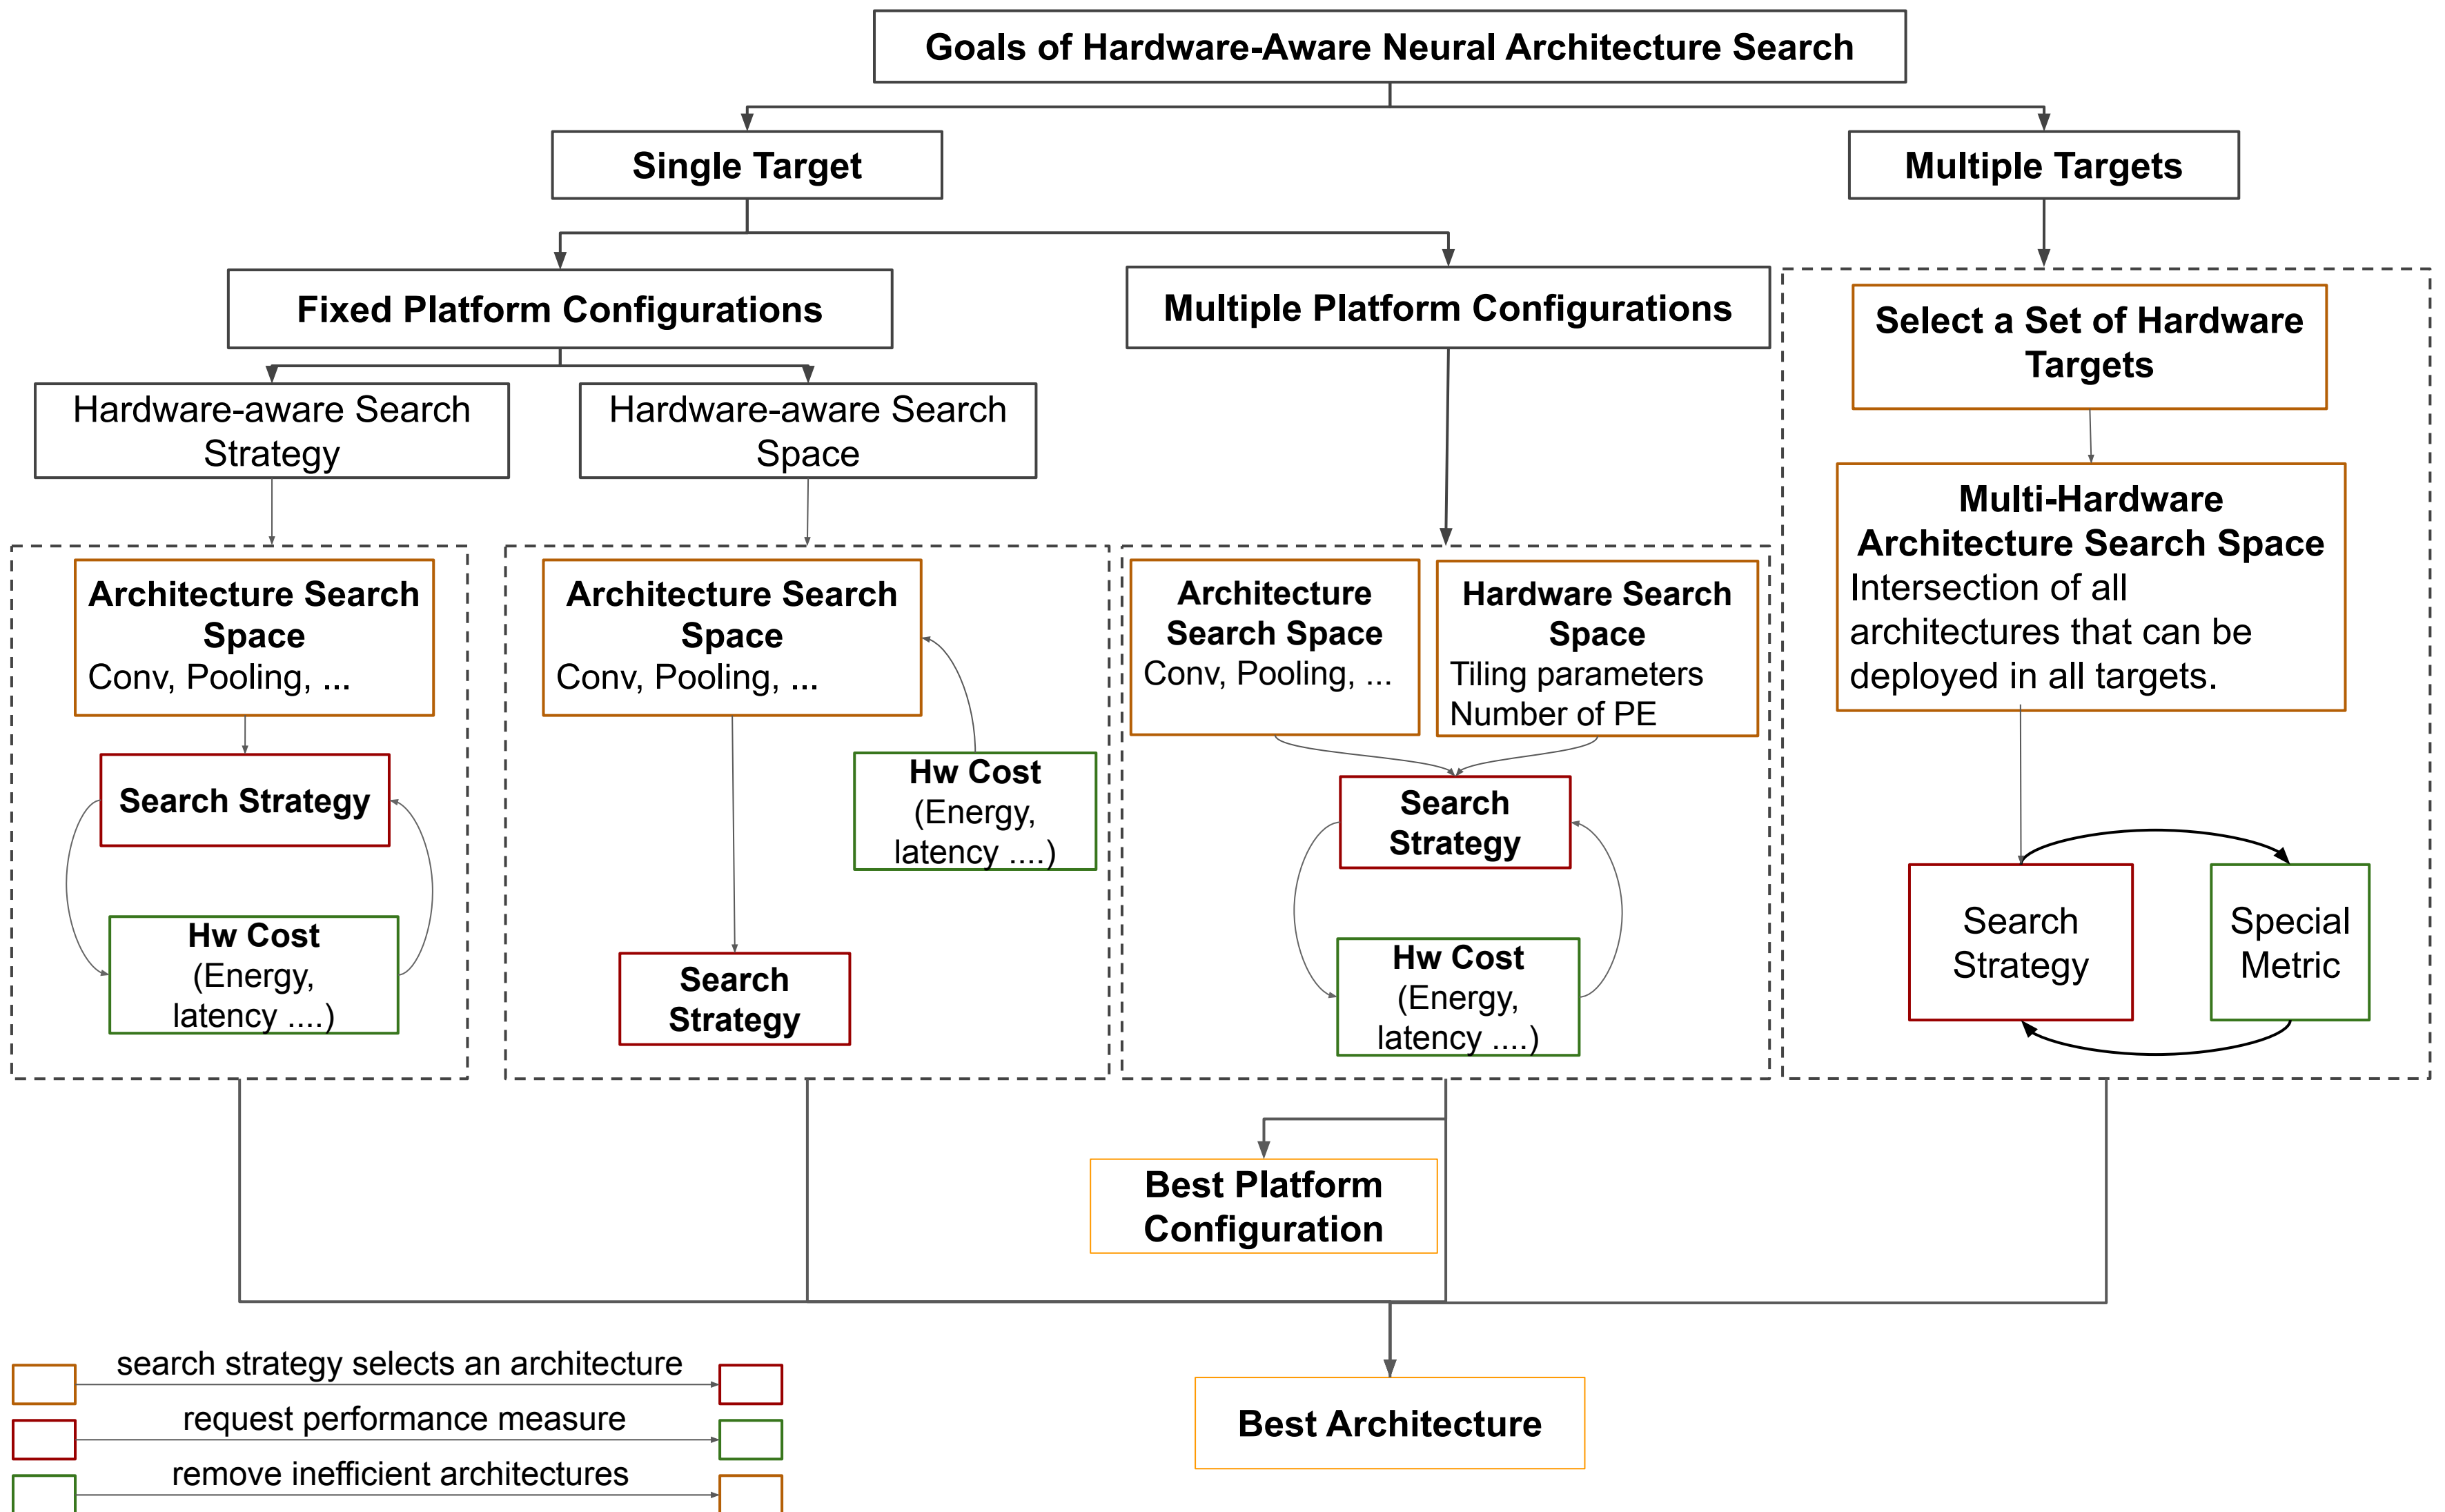 Goals of Hardware-Aware Neural Architecture Search
Single Target
Multiple Targets
Fixed Platform Configurations
Multiple Platform Configurations
Select a Set of Hardware
Targets
Hardware-aware Search
Strategy
Hardware-aware Search
Space
Multi-Hardware
Architecture Search Space
Intersection of all
architectures that can be
deployed in all targets.
Architecture Search
Space
Conv, Pooling, ...
Search Strategy
Hw Cost
(Energy,
latency ....)
Architecture Search
Space
Conv, Pooling, ...
Hw Cost
(Energy,
latency ....)
Search
Strategy
Architecture
Search Space
Conv, Pooling, ...
Hardware Search
Space
Tiling parameters
Number of PE
Search
Strategy
Hw Cost
(Energy,
latency ....)
Search
Strategy
Special
Metric
Best Platform
Configuration
Best Architecture
search strategy selects an architecture
request performance measure
remove inefficient architectures